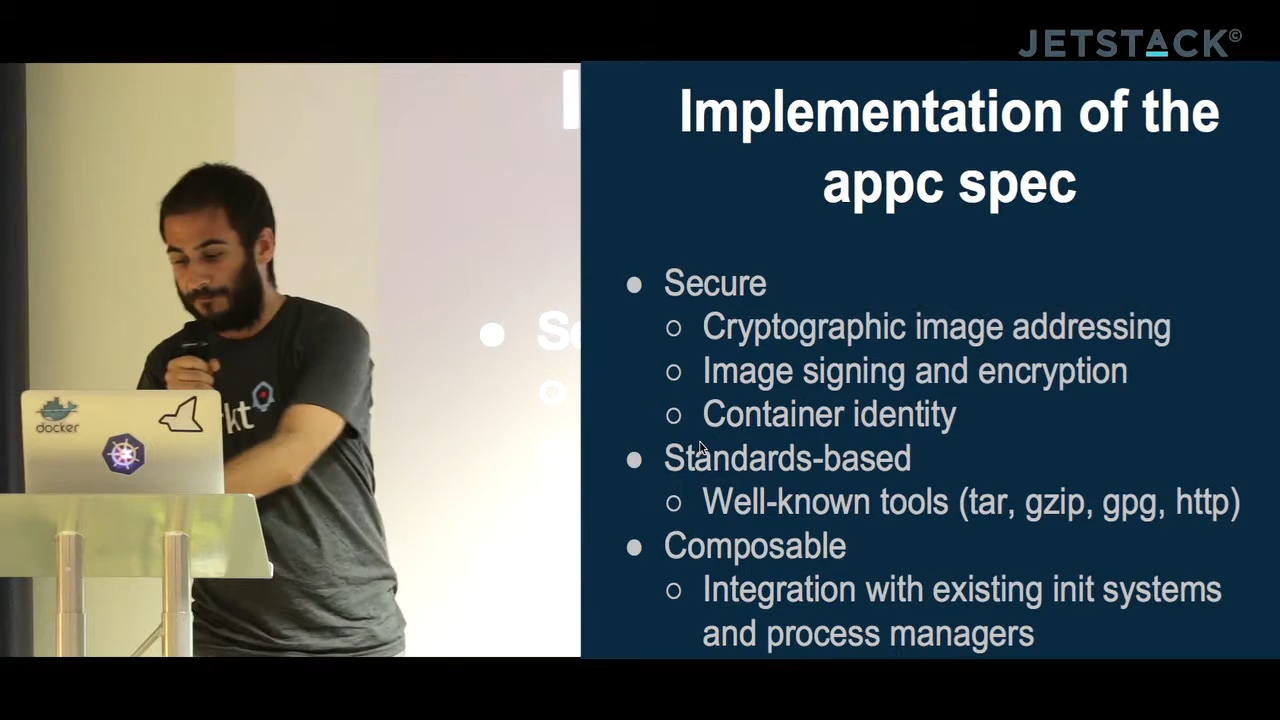 JETSTACK©
Implementation of the
appc spec
● Secure
○ Cryptographic image addressing
○ Image signing and encryption
○ Container identity
● Standards-based
○ Well-known tools (tar, gzip, gpg, http)
● Composable
○ Integration with existing init systems
and process managers
docker
rkt